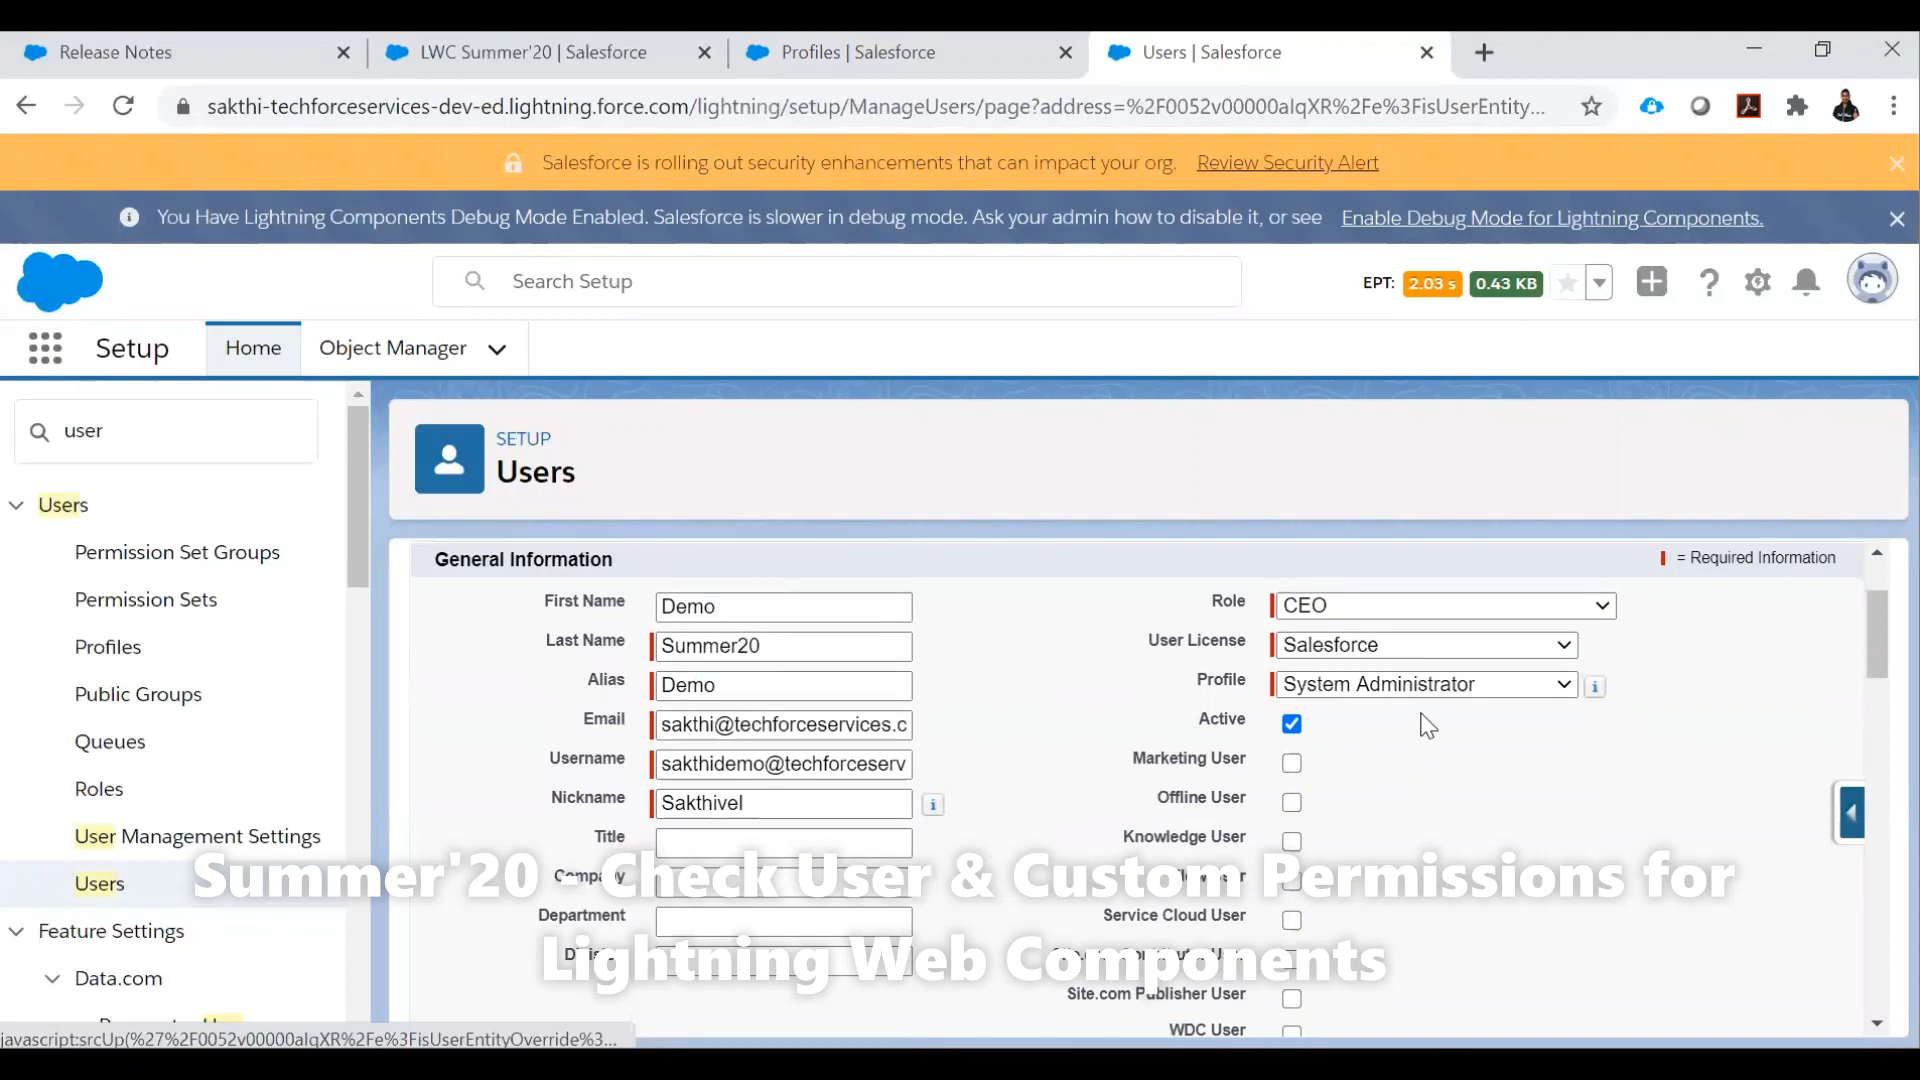 Release Notes
LWC Summer'20 | Salesforce
Profiles | Salesforce
Users | Salesforce
sakthi-techforceservices-dev-ed.lightning.force.com/lightning/setup/ManageUsers/page?address=%2F0052v00000aIqXR%2Fe%3FisUserEntity...
Salesforce is rolling out security enhancements that can impact your org. Review Security Alert
You Have Lightning Components Debug Mode Enabled. Salesforce is slower in debug mode. Ask your admin how to disable it, or see Enable Debug Mode for Lightning Components.
Search Setup
EPT: 2.03 s 0.43 KB
Setup
Home
Object Manager
user
Users
Permission Set Groups
Permission Sets
Profiles
Public Groups
Queues
Roles
User Management Settings
Users
Feature Settings
Data.com
SETUP
Users
General Information
= Required Information
First Name Demo
Last Name Summer20
Alias Demo
Email sakthi@techforceservices.c
Username sakthidemo@techforceserv
Nickname Sakthivel
Title
Company
Department
Role CEO
User License Salesforce
Profile System Administrator
Active
Marketing User
Offline User
Knowledge User
Service Cloud User
Site.com Publisher User
WDC User
Summer'20 - Check User & Custom Permissions for
Lightning Web Components
javascript:srcUp(%27%2F0052v00000aIqXR%2Fe%3FisUserEntityOverride%3...